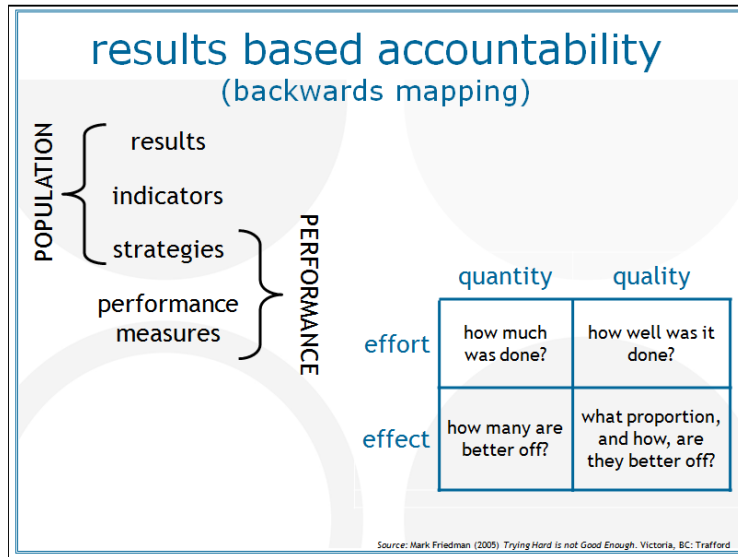 results based accountability
(backwards mapping)
POPULATION
results
indicators
strategies
performance
measures
PERFORMANCE
quantity
quality
effort
how much
was done?
how well was it
done?
effect
how many are
better off?
what proportion,
and how, are
they better off?
Source: Mark Friedman (2005) Trying Hard is not Good Enough. Victoria, BC: Trafford